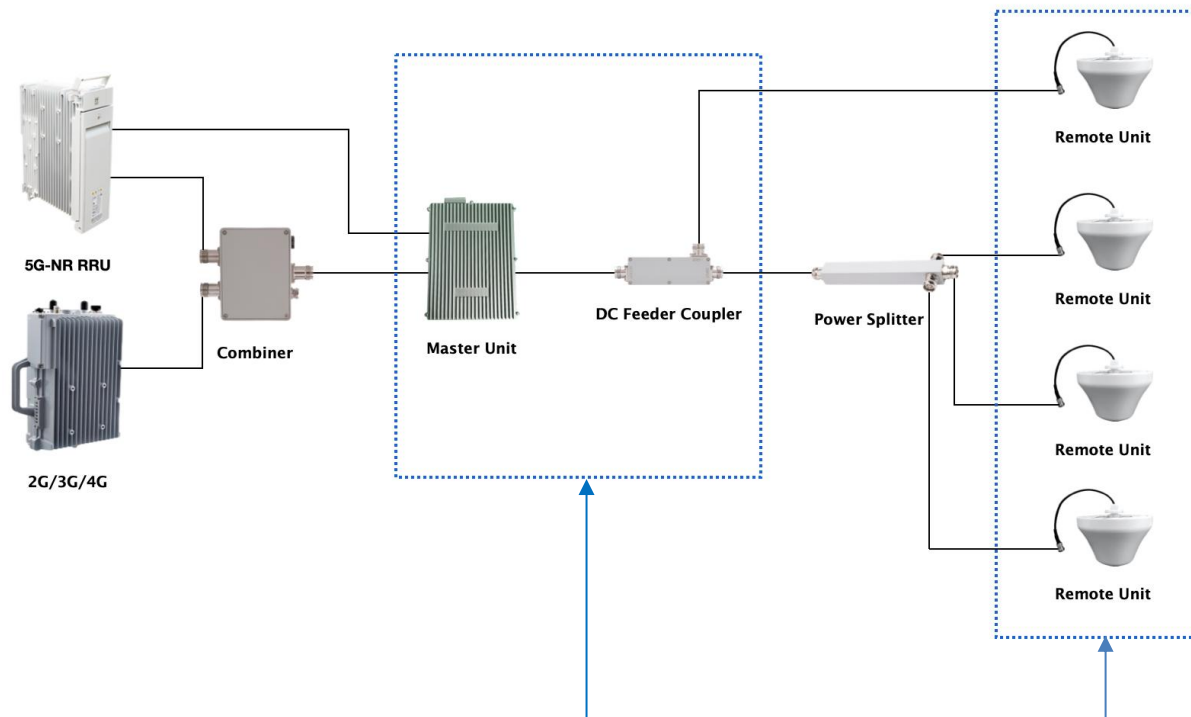 Remote Unit
Remote Unit
5G-NR RRU
DC Feeder Coupler
Power Splitter
Combiner
Master Unit
Remote Unit
2G/3G/4G
Remote Unit